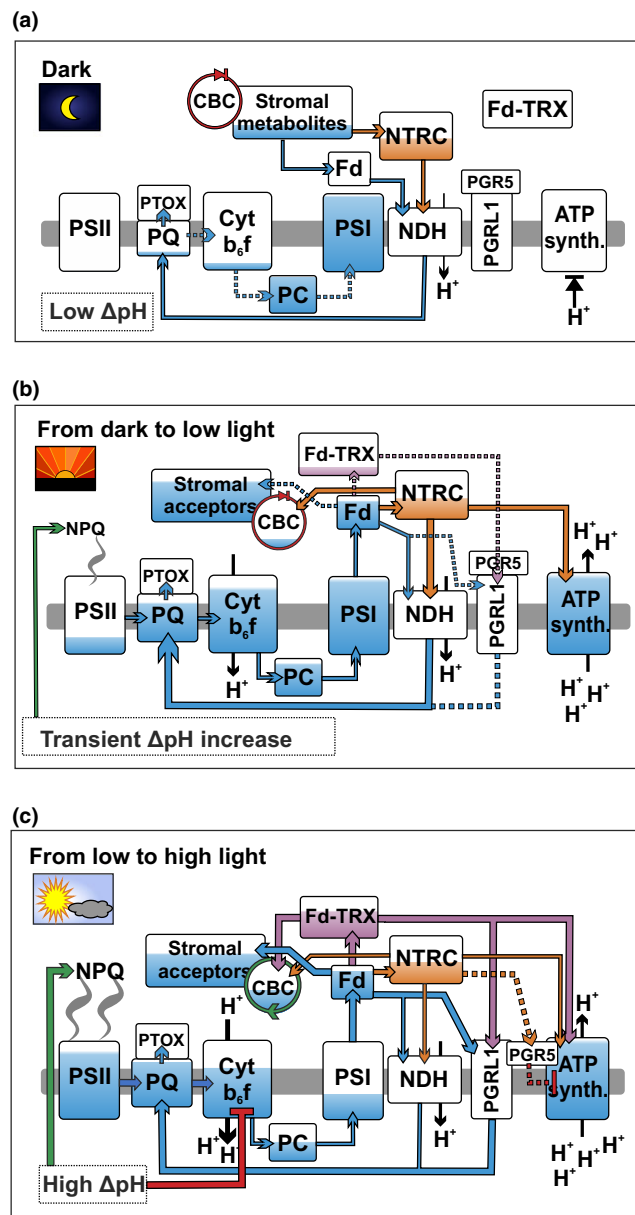 (a)
Dark
CBC
Stromal
metabolites
NTRC
Fd-TRX
Fd
PSII
PTOX
PQ
Cyt
b₆f
PC
PSI
NDH
H⁺
PGR5
PGRL1
ATP
synth.
H⁺
Low ΔpH
(b)
From dark to low light
Fd-TRX
Stromal
acceptors
CBC
Fd
NTRC
NPQ
PSII
PTOX
PQ
Cyt
b₆f
H⁺
PC
PSI
NDH
H⁺
PGR5
PGRL1
H⁺
H⁺
ATP
synth.
H⁺
H⁺
H⁺
Transient ΔpH increase
(c)
From low to high light
Fd-TRX
Stromal
acceptors
CBC
Fd
NTRC
NPQ
H⁺
PSII
PTOX
PQ
Cyt
b₆f
H⁺
H⁺
PC
PSI
NDH
H⁺
PGRL1
PGR5
H⁺
ATP
synth.
H⁺
H⁺
H⁺
H⁺
High ΔpH